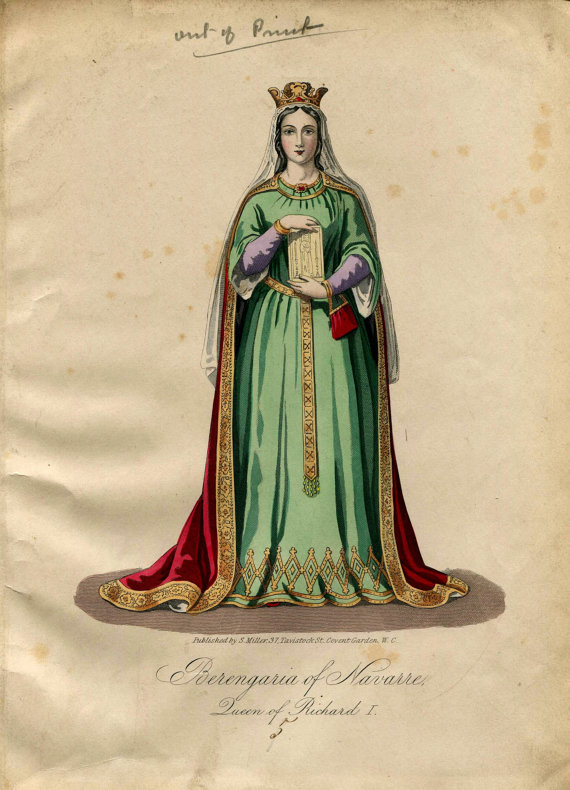 out of Print
Published by S. Miller, 37, Tavistock St. Covent Garden, W. C.
Berengaria of Navarre,
Queen of Richard I.
5